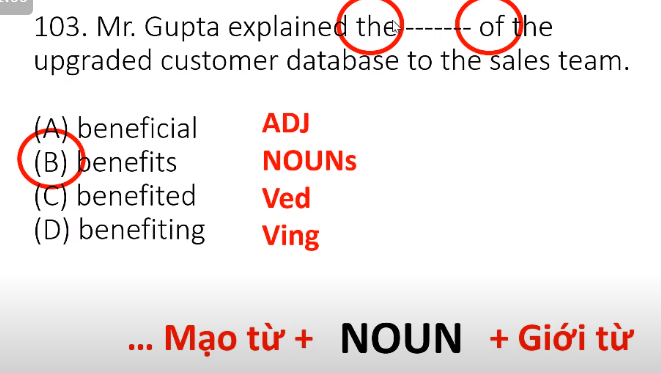 103. Mr. Gupta explained the ------- of the
upgraded customer database to the sales team.
(A) beneficial ADJ
(B) benefits NOUNs
(C) benefited Ved
(D) benefiting Ving
... Mạo từ + NOUN + Giới từ